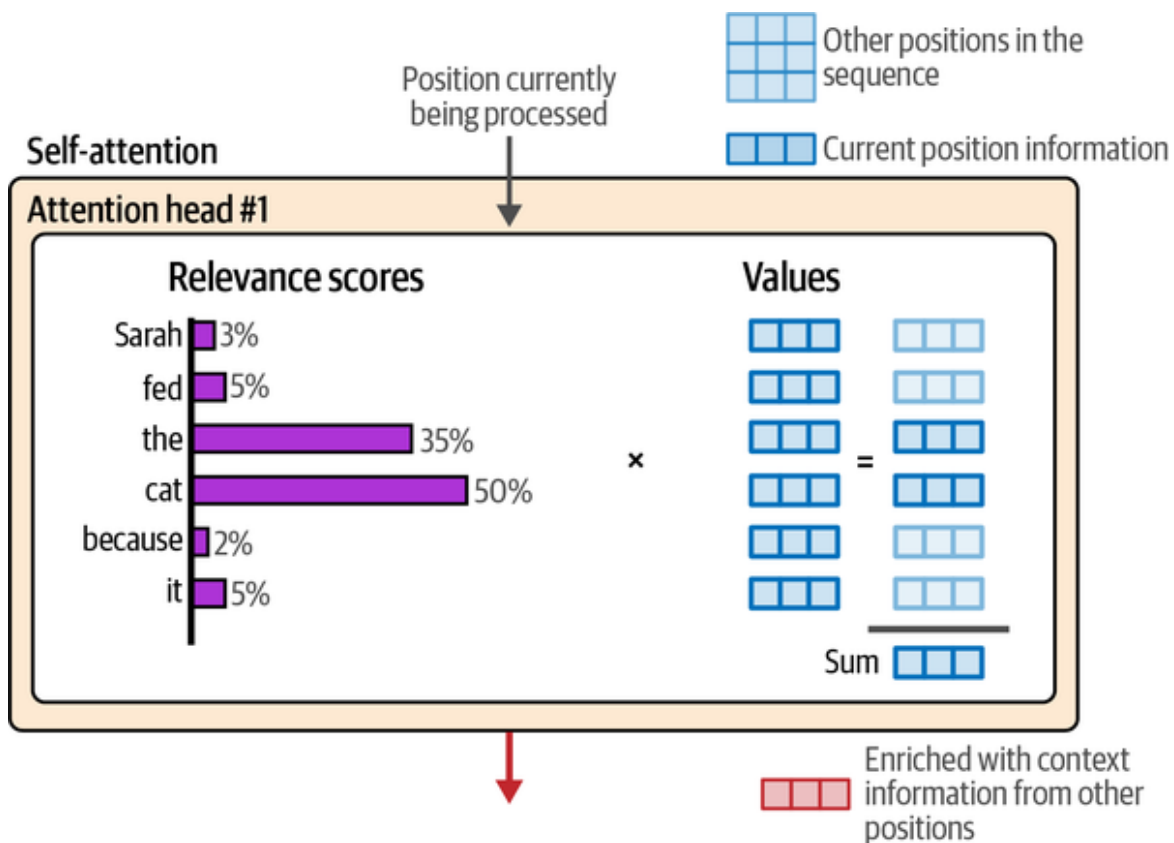 Other positions in the
sequence
Position currently
being processed
Current position information
Self-attention
Attention head #1
Relevance scores
Values
Sarah 3%
fed 5%
the 35%
cat 50%
× =
because 2%
it 5%
Sum
Enriched with context
information from other
positions